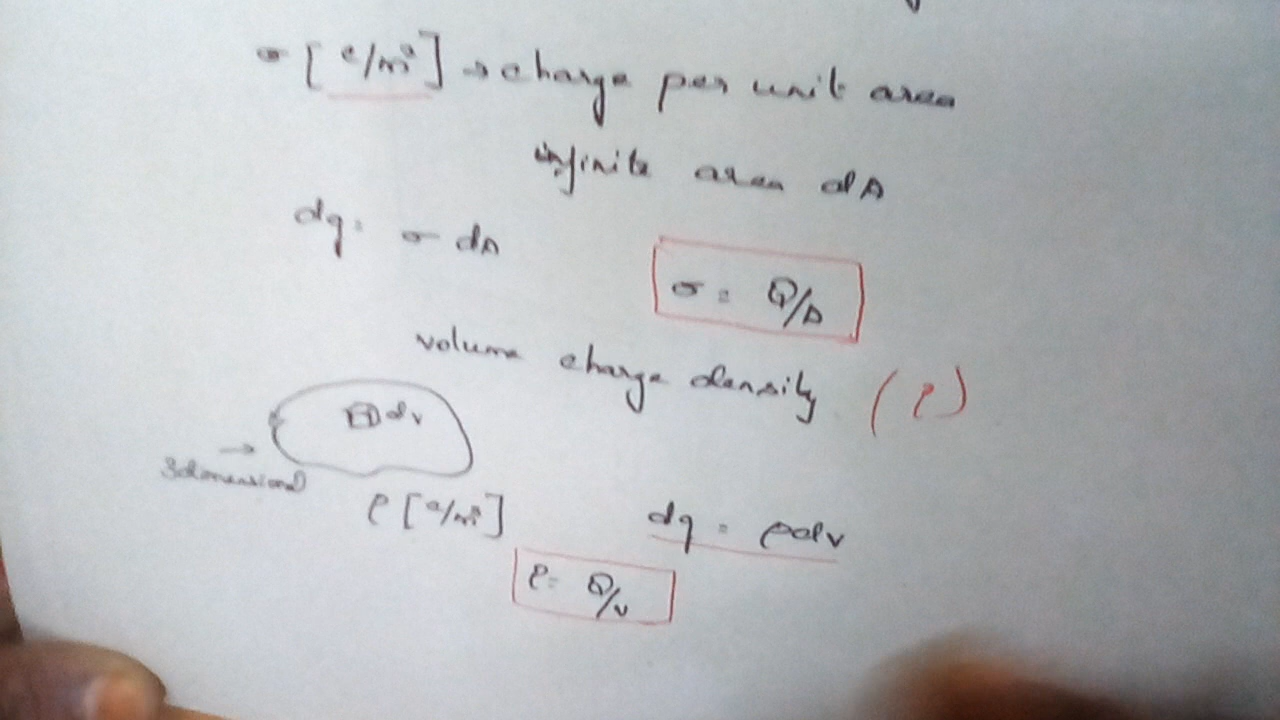 σ [c/m²] → charge per unit area
infinite area dA
dq = σ dA
σ = Q/A
volume charge density (ρ)
dv
3dimensional
ρ [c/m³]
dq = ρdv
ρ = Q/v